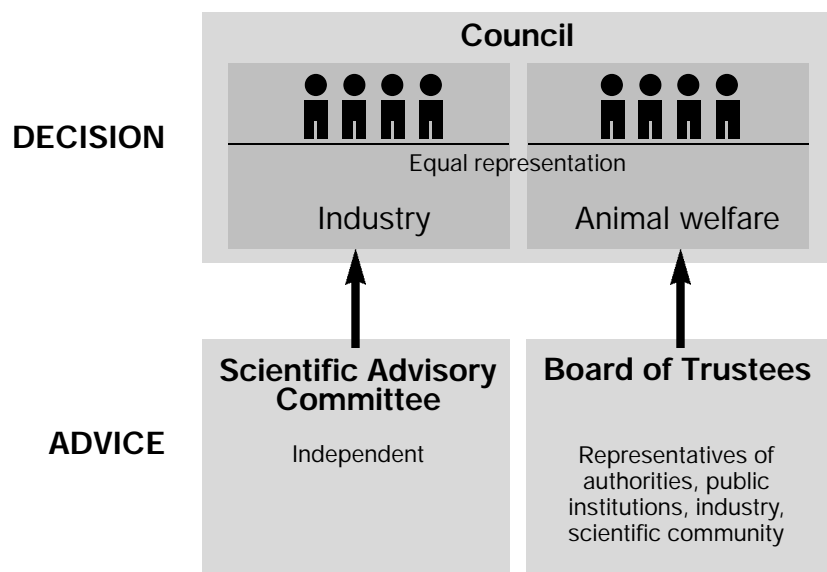 Council
DECISION
Equal representation
Industry
Animal welfare
Scientific Advisory
Committee
Independent
Board of Trustees
Representatives of
authorities, public
institutions, industry,
scientific community
ADVICE